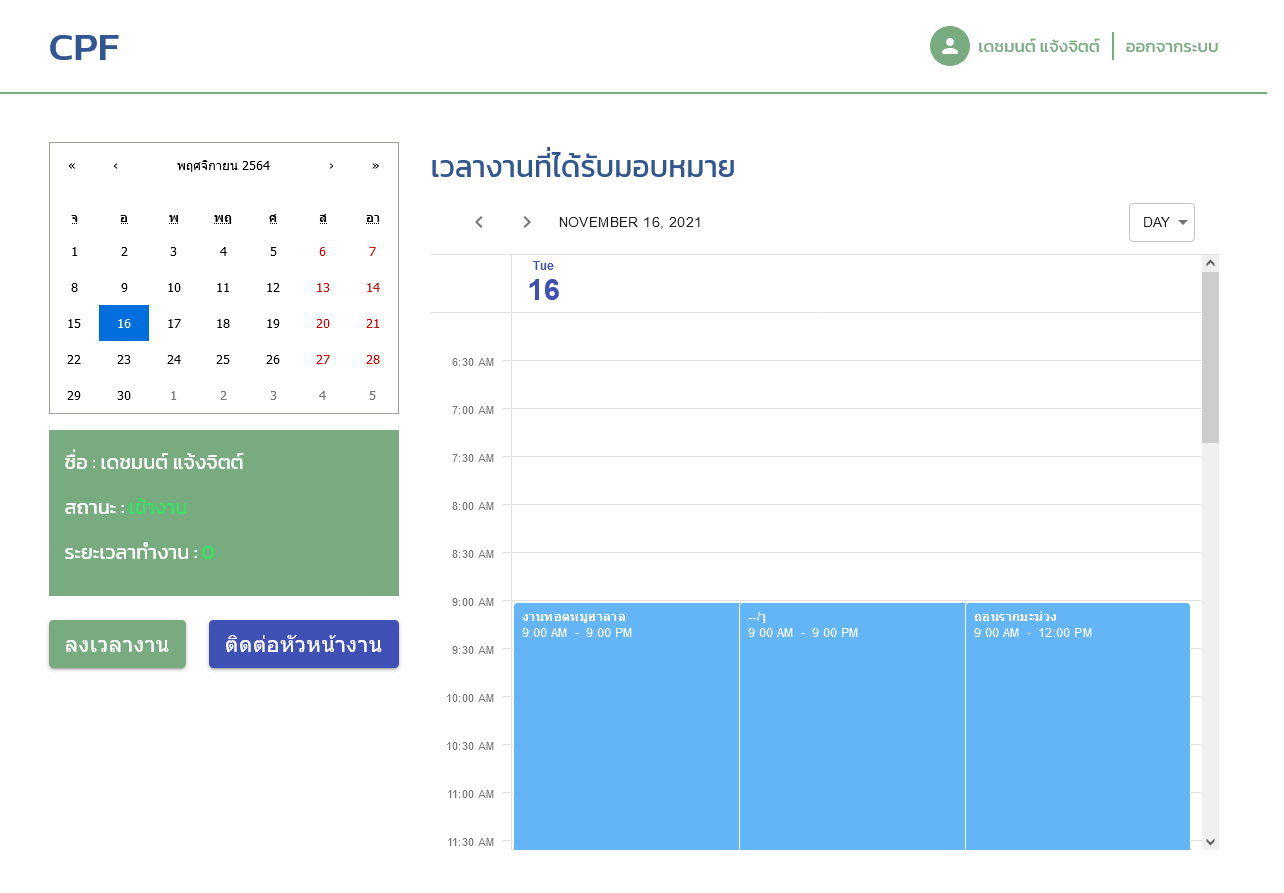 CPF
เดชมนต์ แจ้งจิตต์
ออกจากระบบ
« ‹ พฤศจิกายน 2564 › »
จ อ พ พฤ ศ ส อา
1 2 3 4 5 6 7
8 9 10 11 12 13 14
15 16 17 18 19 20 21
22 23 24 25 26 27 28
29 30 1 2 3 4 5
ชื่อ : เดชมนต์ แจ้งจิตต์
สถานะ : เข้างาน
ระยะเวลาทำงาน : 0
ลงเวลางาน
ติดต่อหัวหน้างาน
เวลางานที่ได้รับมอบหมาย
NOVEMBER 16, 2021
DAY
Tue
16
6:30 AM
7:00 AM
7:30 AM
8:00 AM
8:30 AM
9:00 AM
งานทอดหมูฮาลาล
9:00 AM - 9:00 PM
--/ๅ
9:00 AM - 9:00 PM
ถอนรากมะม่วง
9:00 AM - 12:00 PM
9:30 AM
10:00 AM
10:30 AM
11:00 AM
11:30 AM